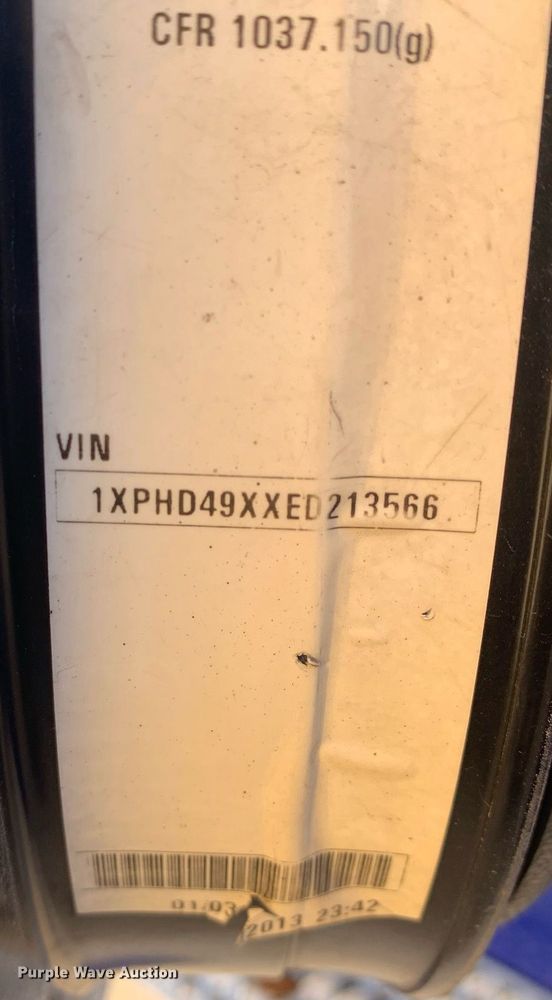 CFR 1037.150(g)
VIN
1XPHD49XXED213566
01/03 2013 23:42
Purple Wave Auction